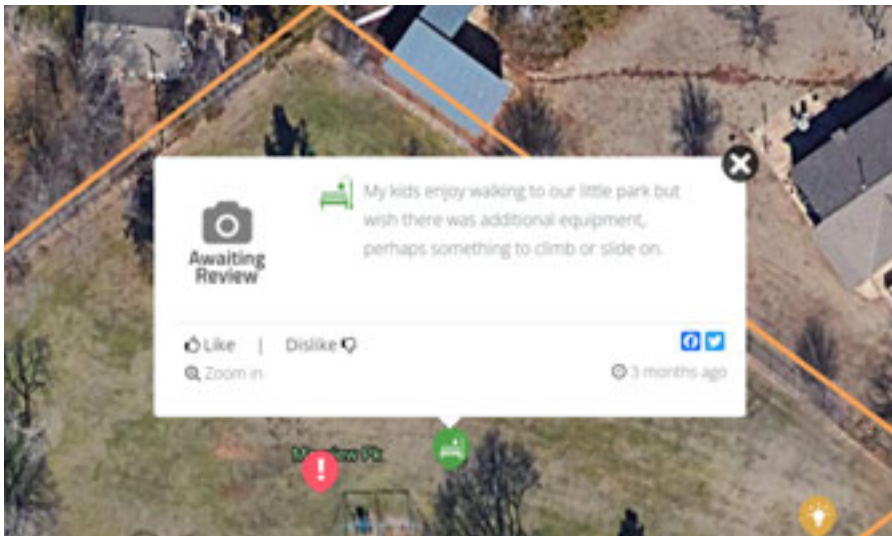 My kids enjoy walking to our little park but
wish there was additional equipment,
perhaps something to climb or slide on.
Awaiting
Review
Like | Dislike
Zoom in
3 months ago
Pk